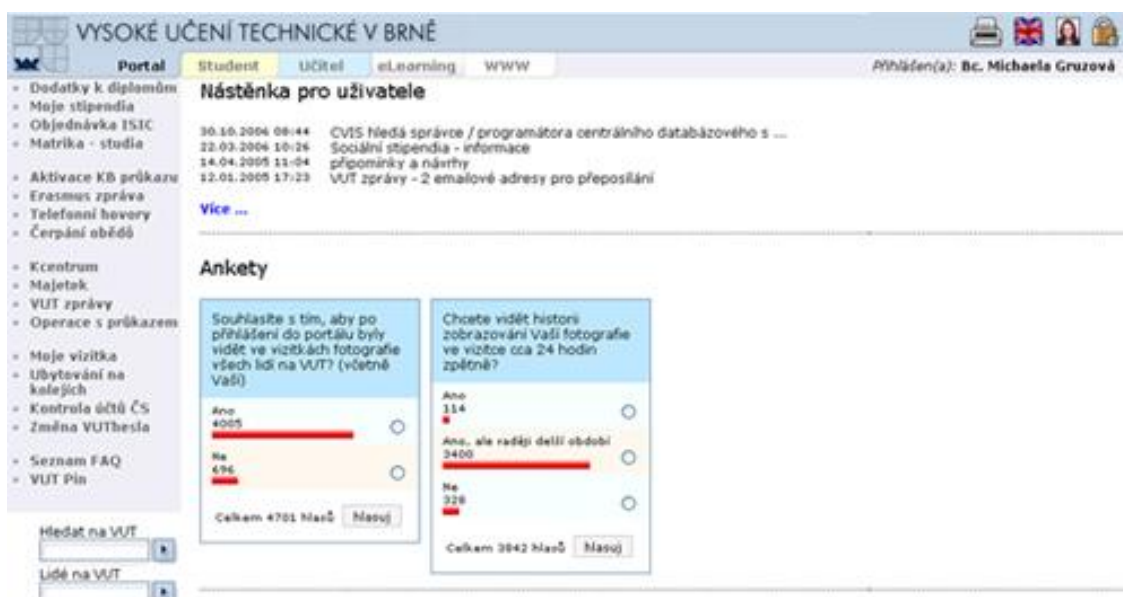 VYSOKÉ UČENÍ TECHNICKÉ V BRNĚ
Portal
Student
Učitel
eLearning
WWW
Přihlášen(a): Bc. Michaela Gruzová
Dodatky k diplomům
Moje stipendia
Objednávka ISIC
Matrika - studia
Aktivace KB průkazu
Erasmus zpráva
Telefonní hovory
Čerpání obědů
Kcentrum
Majetek
VUT zprávy
Operace s průkazem
Moje vizitka
Ubytování na
kolejích
Kontrola účtů ČS
Změna VUThesla
Seznam FAQ
VUT Pin
Hledat na VUT
Lidé na VUT
Nástěnka pro uživatele
30.10.2006 08:44 CVIS hledá správce / programátora centrálního databázového s ...
22.03.2006 10:26 Sociální stipendia - informace
14.04.2005 11:04 připomínky a návrhy
12.01.2005 17:23 VUT zprávy - 2 emailové adresy pro přeposílání
Více ...
Ankety
Souhlasíte s tím, aby po
přihlášení do portálu byly
vidět ve vizitkách fotografie
všech lidí na VUT? (včetně
Vaší)
Ano
4005
Ne
696
Celkem 4701 hlasů
hlasuj
Chcete vidět historii
zobrazování Vaší fotografie
ve vizitce cca 24 hodin
zpětně?
Ano
114
Ano, ale raději delší období
3400
Ne
328
Celkem 3842 hlasů
hlasuj